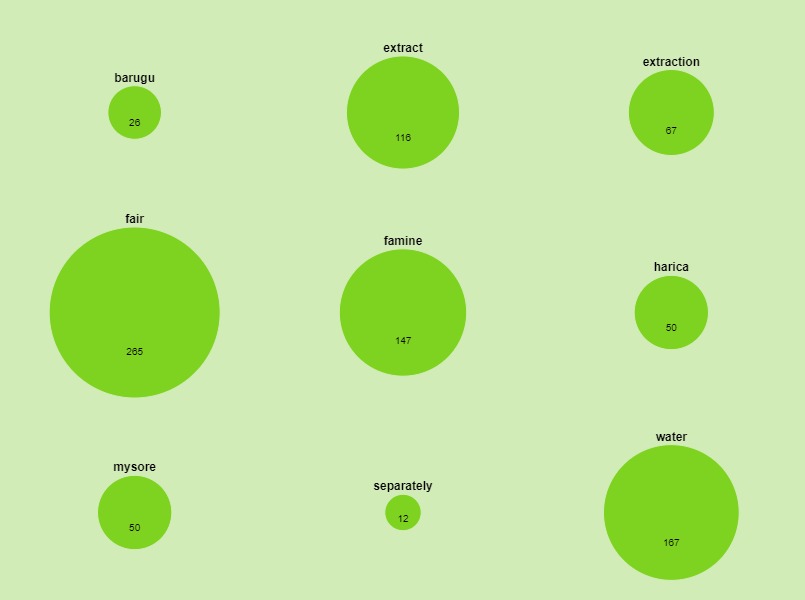 barugu
26
extract
116
extraction
67
fair
265
famine
147
harica
50
mysore
50
separately
12
water
167